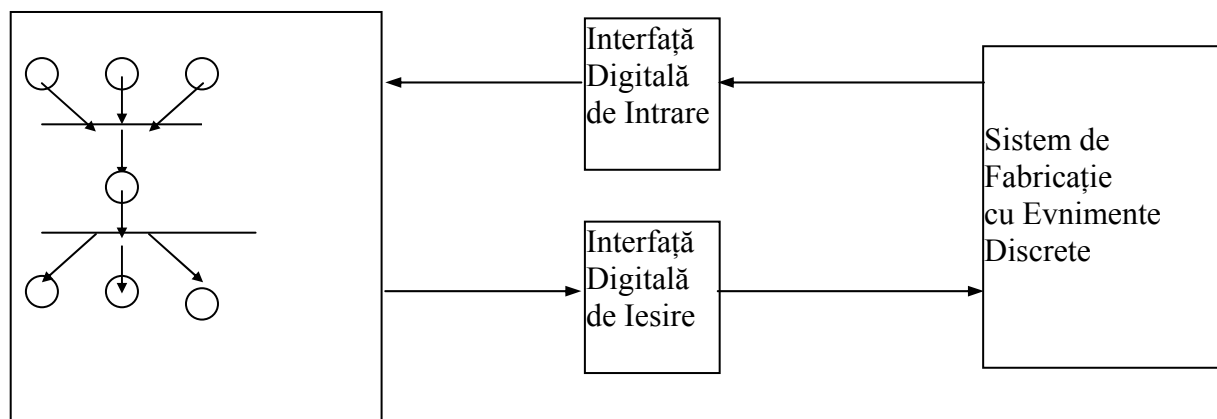 Interfață
Digitală
de Intrare
Sistem de
Fabricație
cu Evnimente
Discrete
Interfață
Digitală
de Iesire